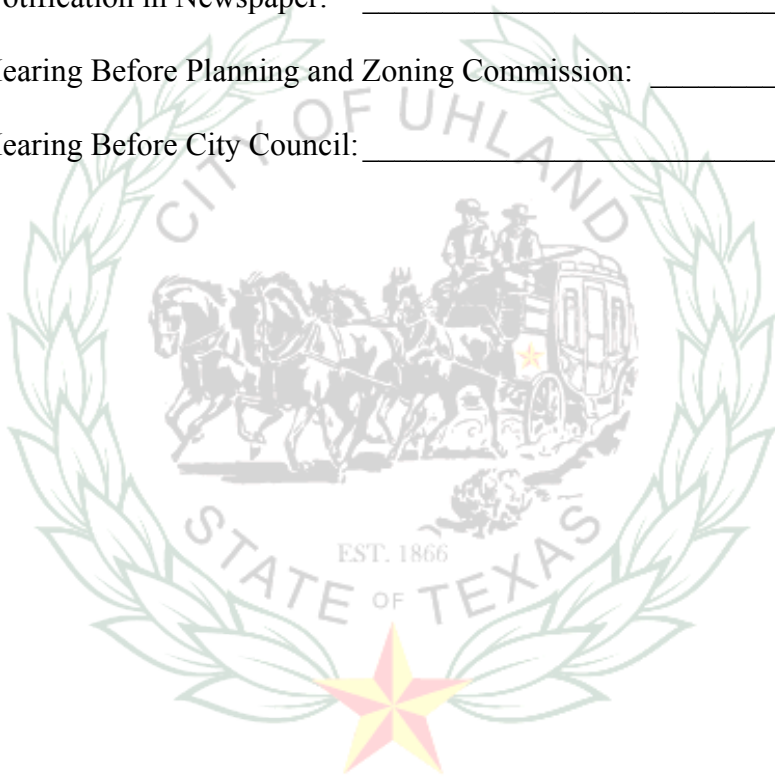 otification in Newspaper:
earing Before Planning and Zoning Commission:
earing Before City Council:
CITY OF UHLAND
EST. 1866
STATE OF TEXAS